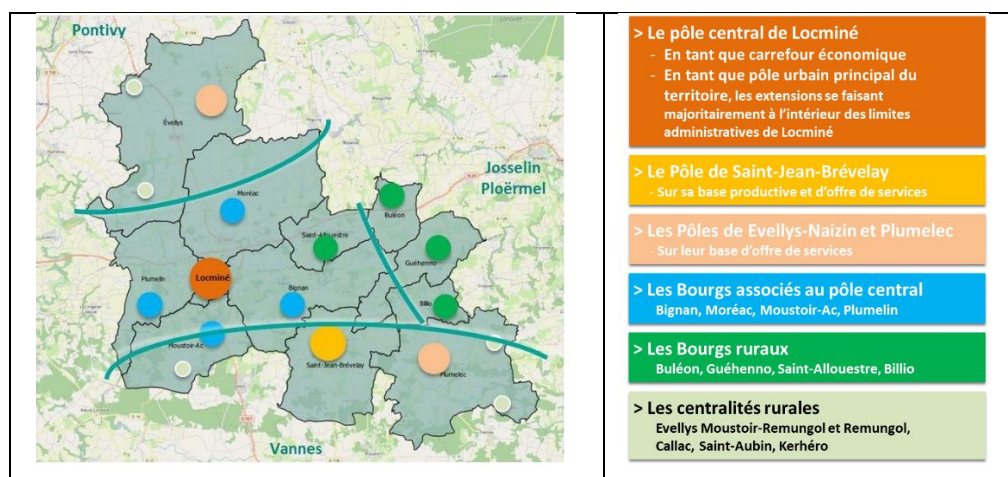 Pontivy
Évellys
Josselin
Ploërmel
Moréac
Buléon
Saint-Allouestre
Guéhenno
Plumelin
Locminé
Bignan
Billio
Moustoir-Ac
Saint-Jean-Brévelay
Plumelec
Vannes
> Le pôle central de Locminé
- En tant que carrefour économique
- En tant que pôle urbain principal du
territoire, les extensions se faisant
majoritairement à l'intérieur des limites
administratives de Locminé
> Le Pôle de Saint-Jean-Brévelay
- Sur sa base productive et d'offre de services
> Les Pôles de Evellys-Naizin et Plumelec
- Sur leur base d'offre de services
> Les Bourgs associés au pôle central
Bignan, Moréac, Moustoir-Ac, Plumelin
> Les Bourgs ruraux
Buléon, Guéhenno, Saint-Allouestre, Billio
> Les centralités rurales
Evellys Moustoir-Remungol et Remungol,
Callac, Saint-Aubin, Kerhéro